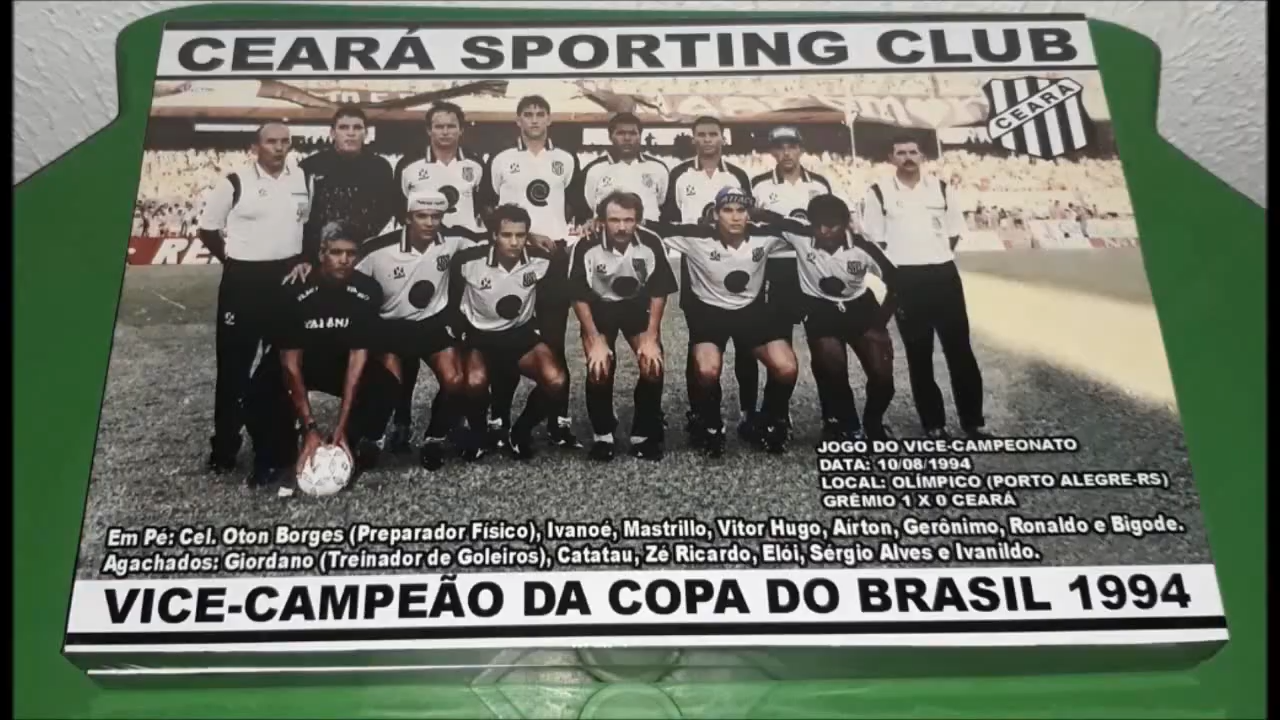 CEARÁ SPORTING CLUB
CEARÁ
JOGO DO VICE-CAMPEONATO
DATA: 10/08/1994
LOCAL: OLÍMPICO (PORTO ALEGRE-RS)
GRÊMIO 1 X 0 CEARÁ
Em Pé: Cel. Oton Borges (Preparador Físico), Ivanoé, Mastrillo, Vitor Hugo, Aírton, Gerônimo, Ronaldo e Bigode.
Agachados: Giordano (Treinador de Goleiros), Catatau, Zé Ricardo, Elói, Sérgio Alves e Ivanildo.
VICE-CAMPEÃO DA COPA DO BRASIL 1994